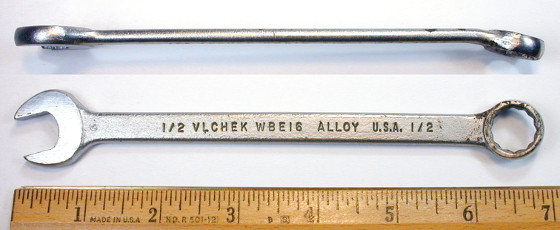 1/2 VLCHEK WBE16 ALLOY U.S.A. 1/2
1 2 3 4 5 6 7
MADE IN U.S.A. NO. R 501-12